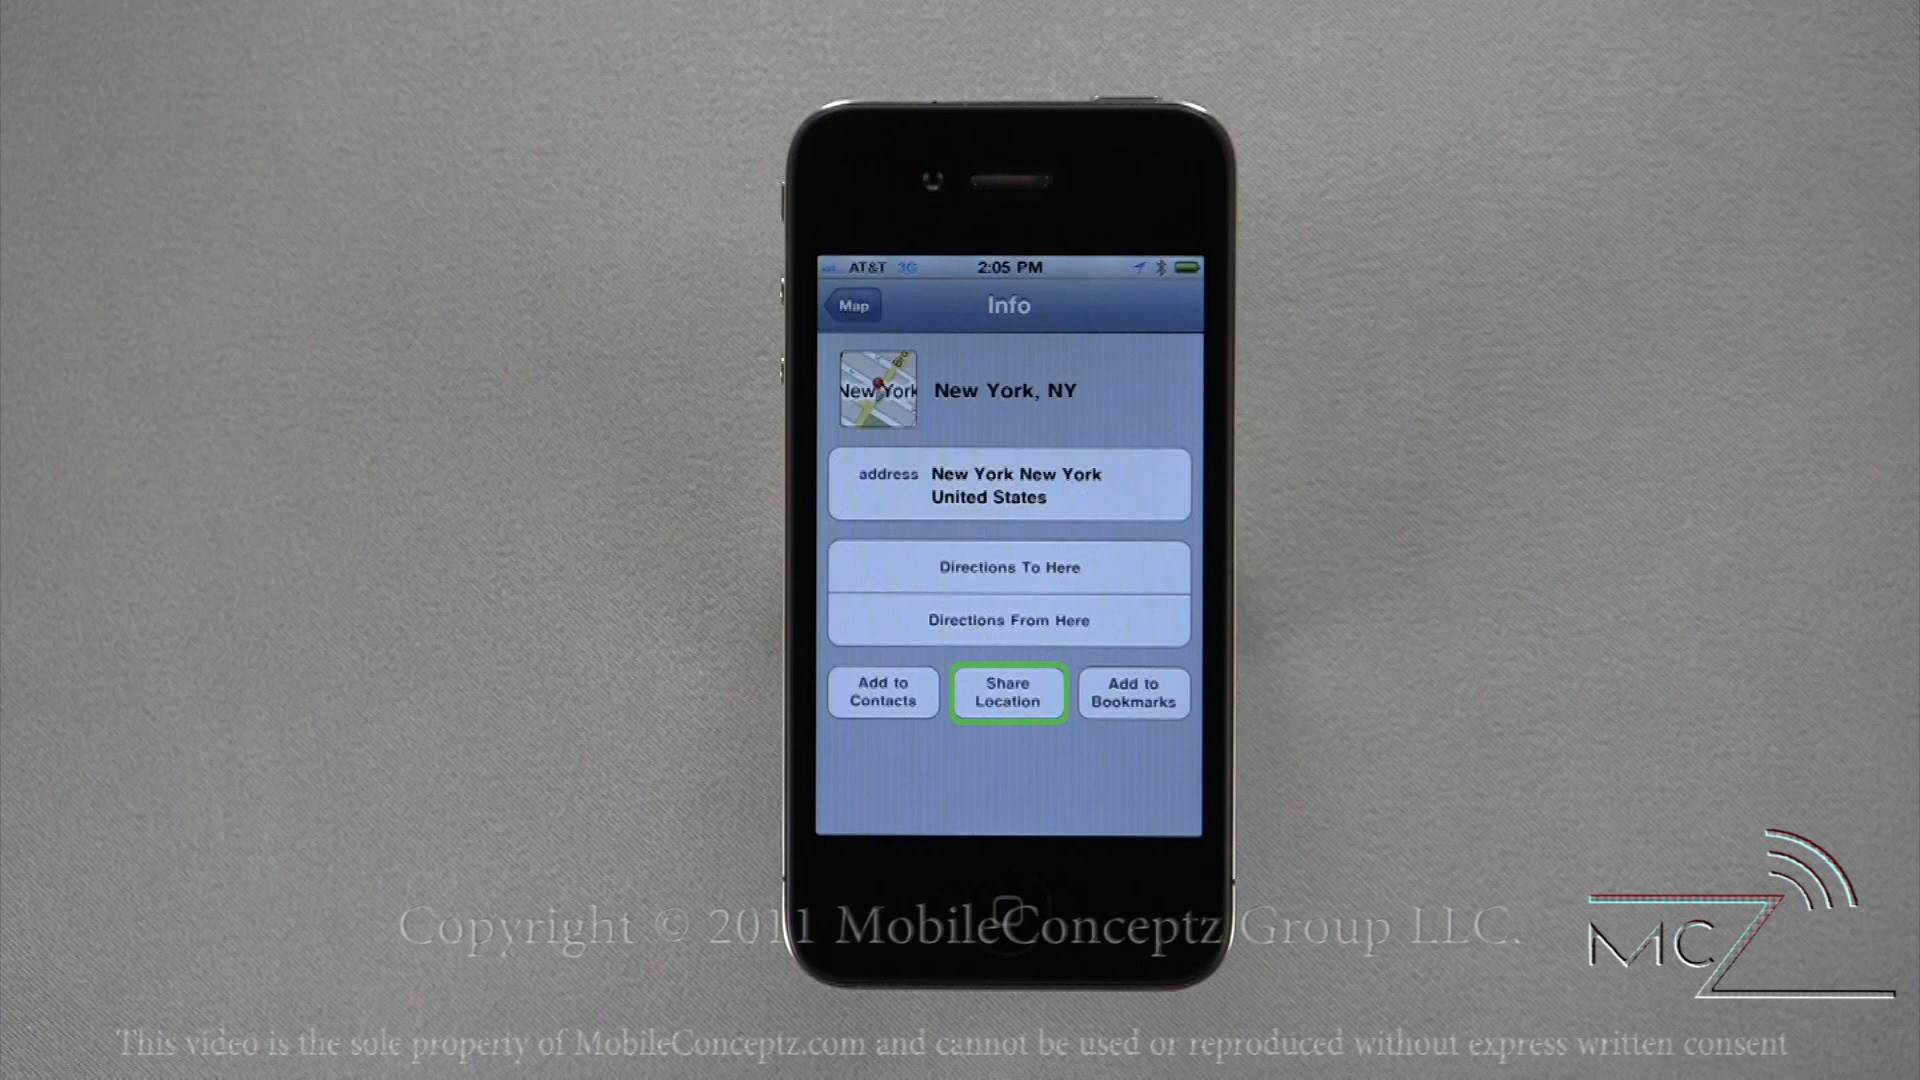 AT&T 3G 2:05 PM
Map
Info
New York
New York, NY
address New York New York
United States
Directions To Here
Directions From Here
Add to
Contacts
Share
Location
Add to
Bookmarks
Copyright © 2011 MobileConceptz Group LLC.
MCZ
This video is the sole property of MobileConceptz.com and cannot be used or reproduced without express written consent